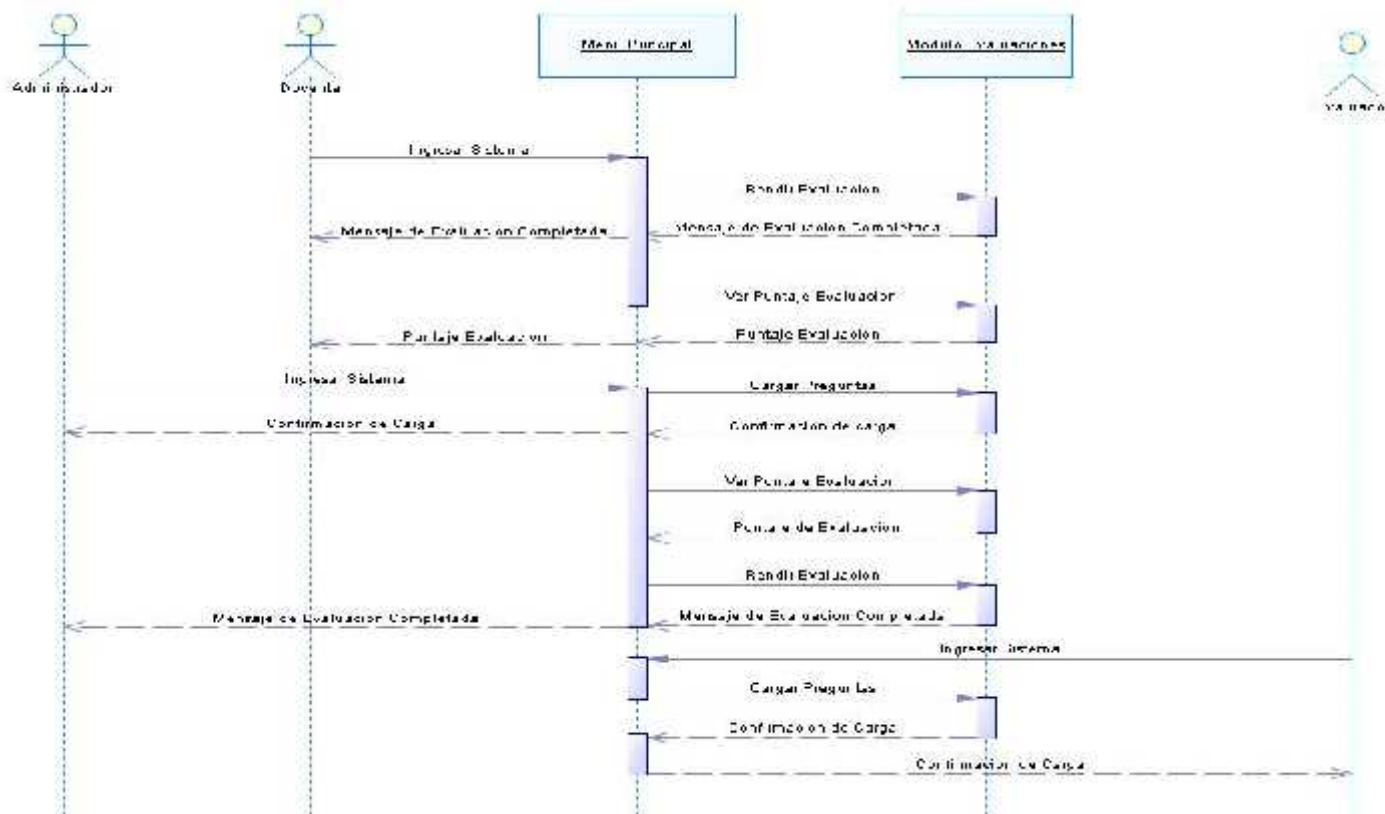 Administrador
Docente
Menú Principal
Modulo Evaluaciones
Evaluado
Ingresar Sistema
Rendir Evaluacion
Mensaje de Evaluacion Completada
Mensaje de Evaluacion Completada
Ver Puntaje Evaluacion
Puntaje Evaluacion
Puntaje Evaluacion
Ingresar Sistema
Cargar Preguntas
Confirmacion de Carga
Confirmacion de carga
Ver Puntaje Evaluacion
Puntaje de Evaluacion
Rendir Evaluacion
Mensaje de Evaluacion Completada
Mensaje de Evaluacion Completada
Ingresar Sistema
Cargar Preguntas
Confirmacion de Carga
Confirmacion de Carga